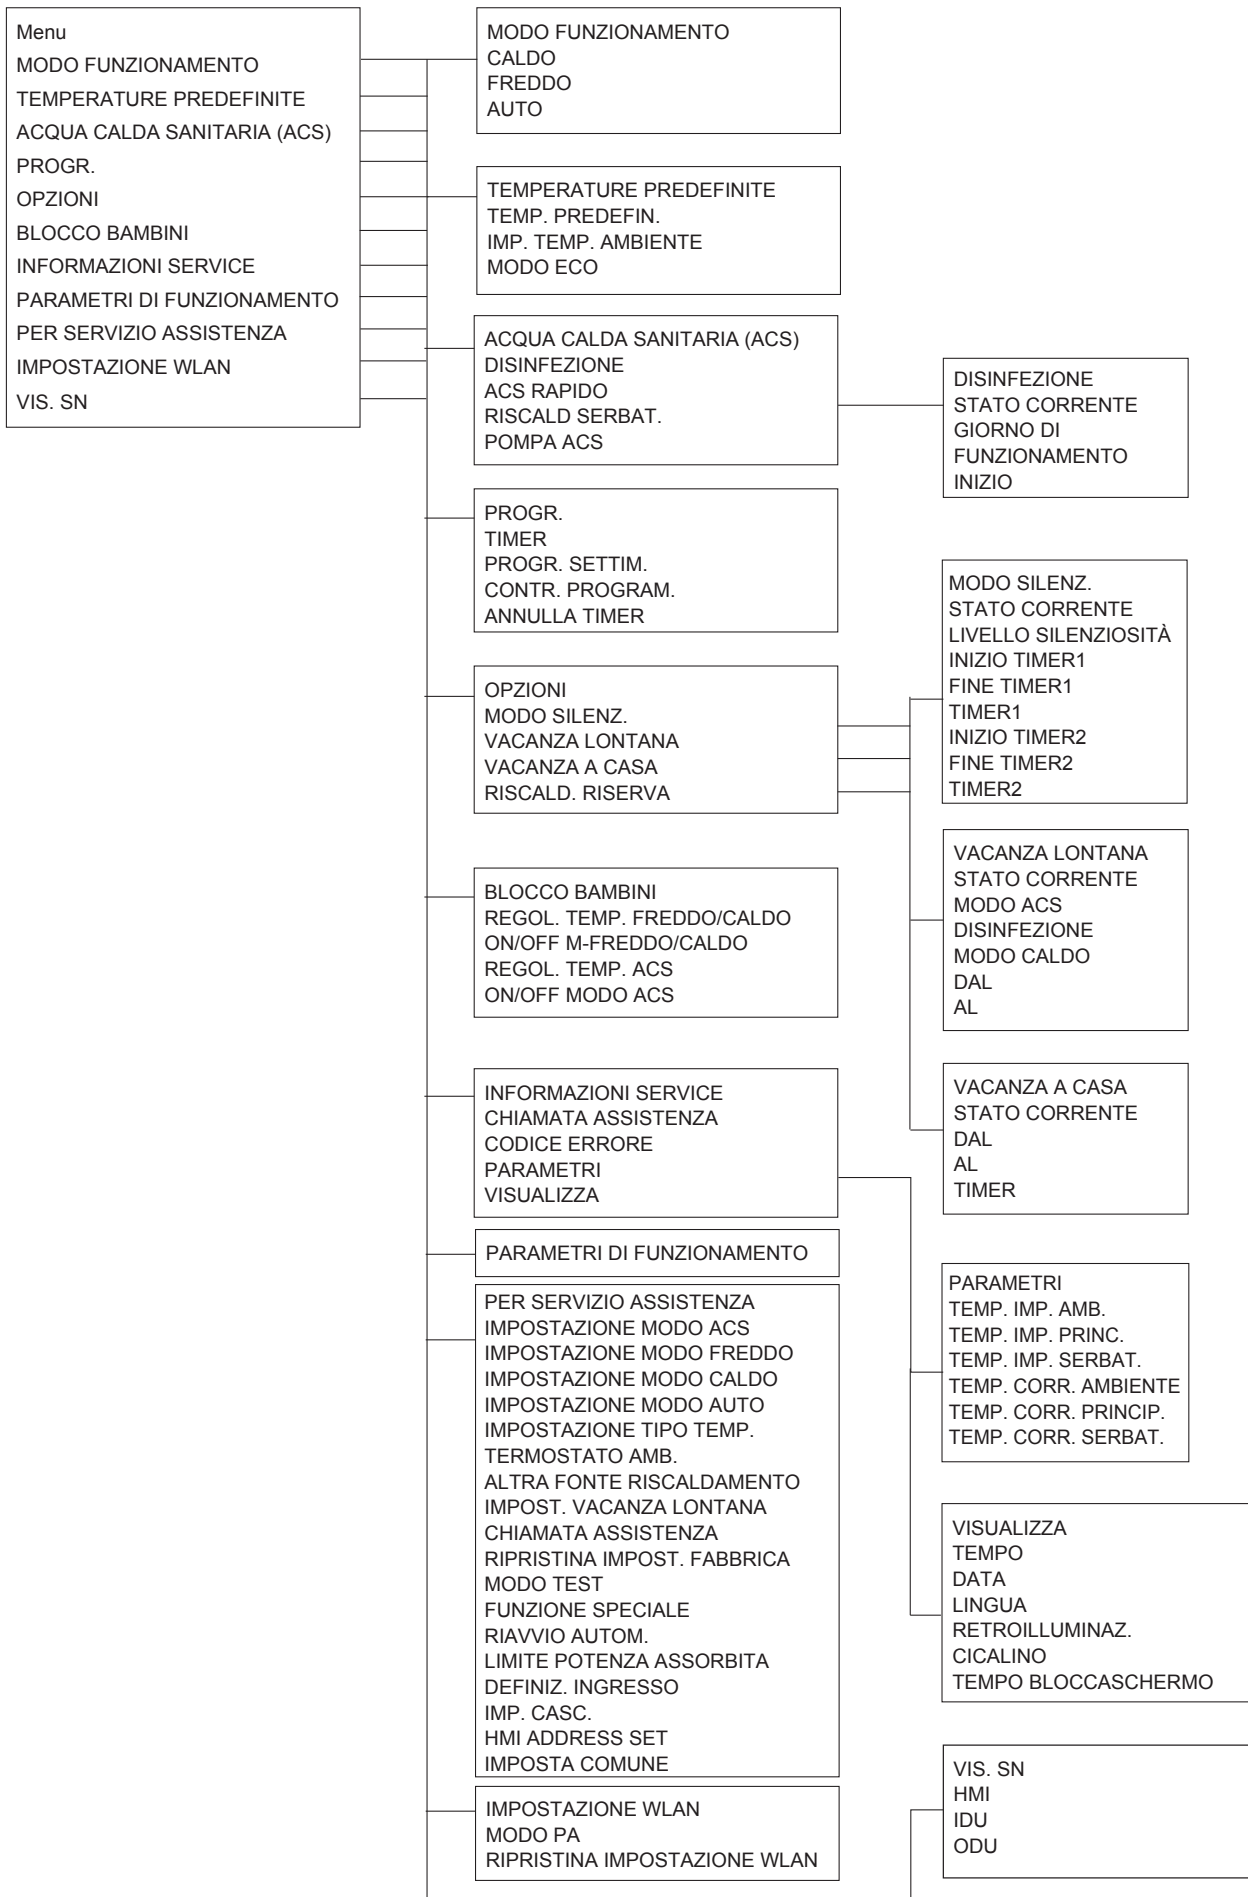 Menu
MODO FUNZIONAMENTO
TEMPERATURE PREDEFINITE
ACQUA CALDA SANITARIA (ACS)
PROGR.
OPZIONI
BLOCCO BAMBINI
INFORMAZIONI SERVICE
PARAMETRI DI FUNZIONAMENTO
PER SERVIZIO ASSISTENZA
IMPOSTAZIONE WLAN
VIS. SN
MODO FUNZIONAMENTO
CALDO
FREDDO
AUTO
TEMPERATURE PREDEFINITE
TEMP. PREDEFIN.
IMP. TEMP. AMBIENTE
MODO ECO
ACQUA CALDA SANITARIA (ACS)
DISINFEZIONE
ACS RAPIDO
RISCALD SERBAT.
POMPA ACS
PROGR.
TIMER
PROGR. SETTIM.
CONTR. PROGRAM.
ANNULLA TIMER
OPZIONI
MODO SILENZ.
VACANZA LONTANA
VACANZA A CASA
RISCALD. RISERVA
BLOCCO BAMBINI
REGOL. TEMP. FREDDO/CALDO
ON/OFF M-FREDDO/CALDO
REGOL. TEMP. ACS
ON/OFF MODO ACS
INFORMAZIONI SERVICE
CHIAMATA ASSISTENZA
CODICE ERRORE
PARAMETRI
VISUALIZZA
PARAMETRI DI FUNZIONAMENTO
PER SERVIZIO ASSISTENZA
IMPOSTAZIONE MODO ACS
IMPOSTAZIONE MODO FREDDO
IMPOSTAZIONE MODO CALDO
IMPOSTAZIONE MODO AUTO
IMPOSTAZIONE TIPO TEMP.
TERMOSTATO AMB.
ALTRA FONTE RISCALDAMENTO
IMPOST. VACANZA LONTANA
CHIAMATA ASSISTENZA
RIPRISTINA IMPOST. FABBRICA
MODO TEST
FUNZIONE SPECIALE
RIAVVIO AUTOM.
LIMITE POTENZA ASSORBITA
DEFINIZ. INGRESSO
IMP. CASC.
HMI ADDRESS SET
IMPOSTA COMUNE
IMPOSTAZIONE WLAN
MODO PA
RIPRISTINA IMPOSTAZIONE WLAN
DISINFEZIONE
STATO CORRENTE
GIORNO DI
FUNZIONAMENTO
INIZIO
MODO SILENZ.
STATO CORRENTE
LIVELLO SILENZIOSITÀ
INIZIO TIMER1
FINE TIMER1
TIMER1
INIZIO TIMER2
FINE TIMER2
TIMER2
VACANZA LONTANA
STATO CORRENTE
MODO ACS
DISINFEZIONE
MODO CALDO
DAL
AL
VACANZA A CASA
STATO CORRENTE
DAL
AL
TIMER
PARAMETRI
TEMP. IMP. AMB.
TEMP. IMP. PRINC.
TEMP. IMP. SERBAT.
TEMP. CORR. AMBIENTE
TEMP. CORR. PRINCIP.
TEMP. CORR. SERBAT.
VISUALIZZA
TEMPO
DATA
LINGUA
RETROILLUMINAZ.
CICALINO
TEMPO BLOCCASCHERMO
VIS. SN
HMI
IDU
ODU